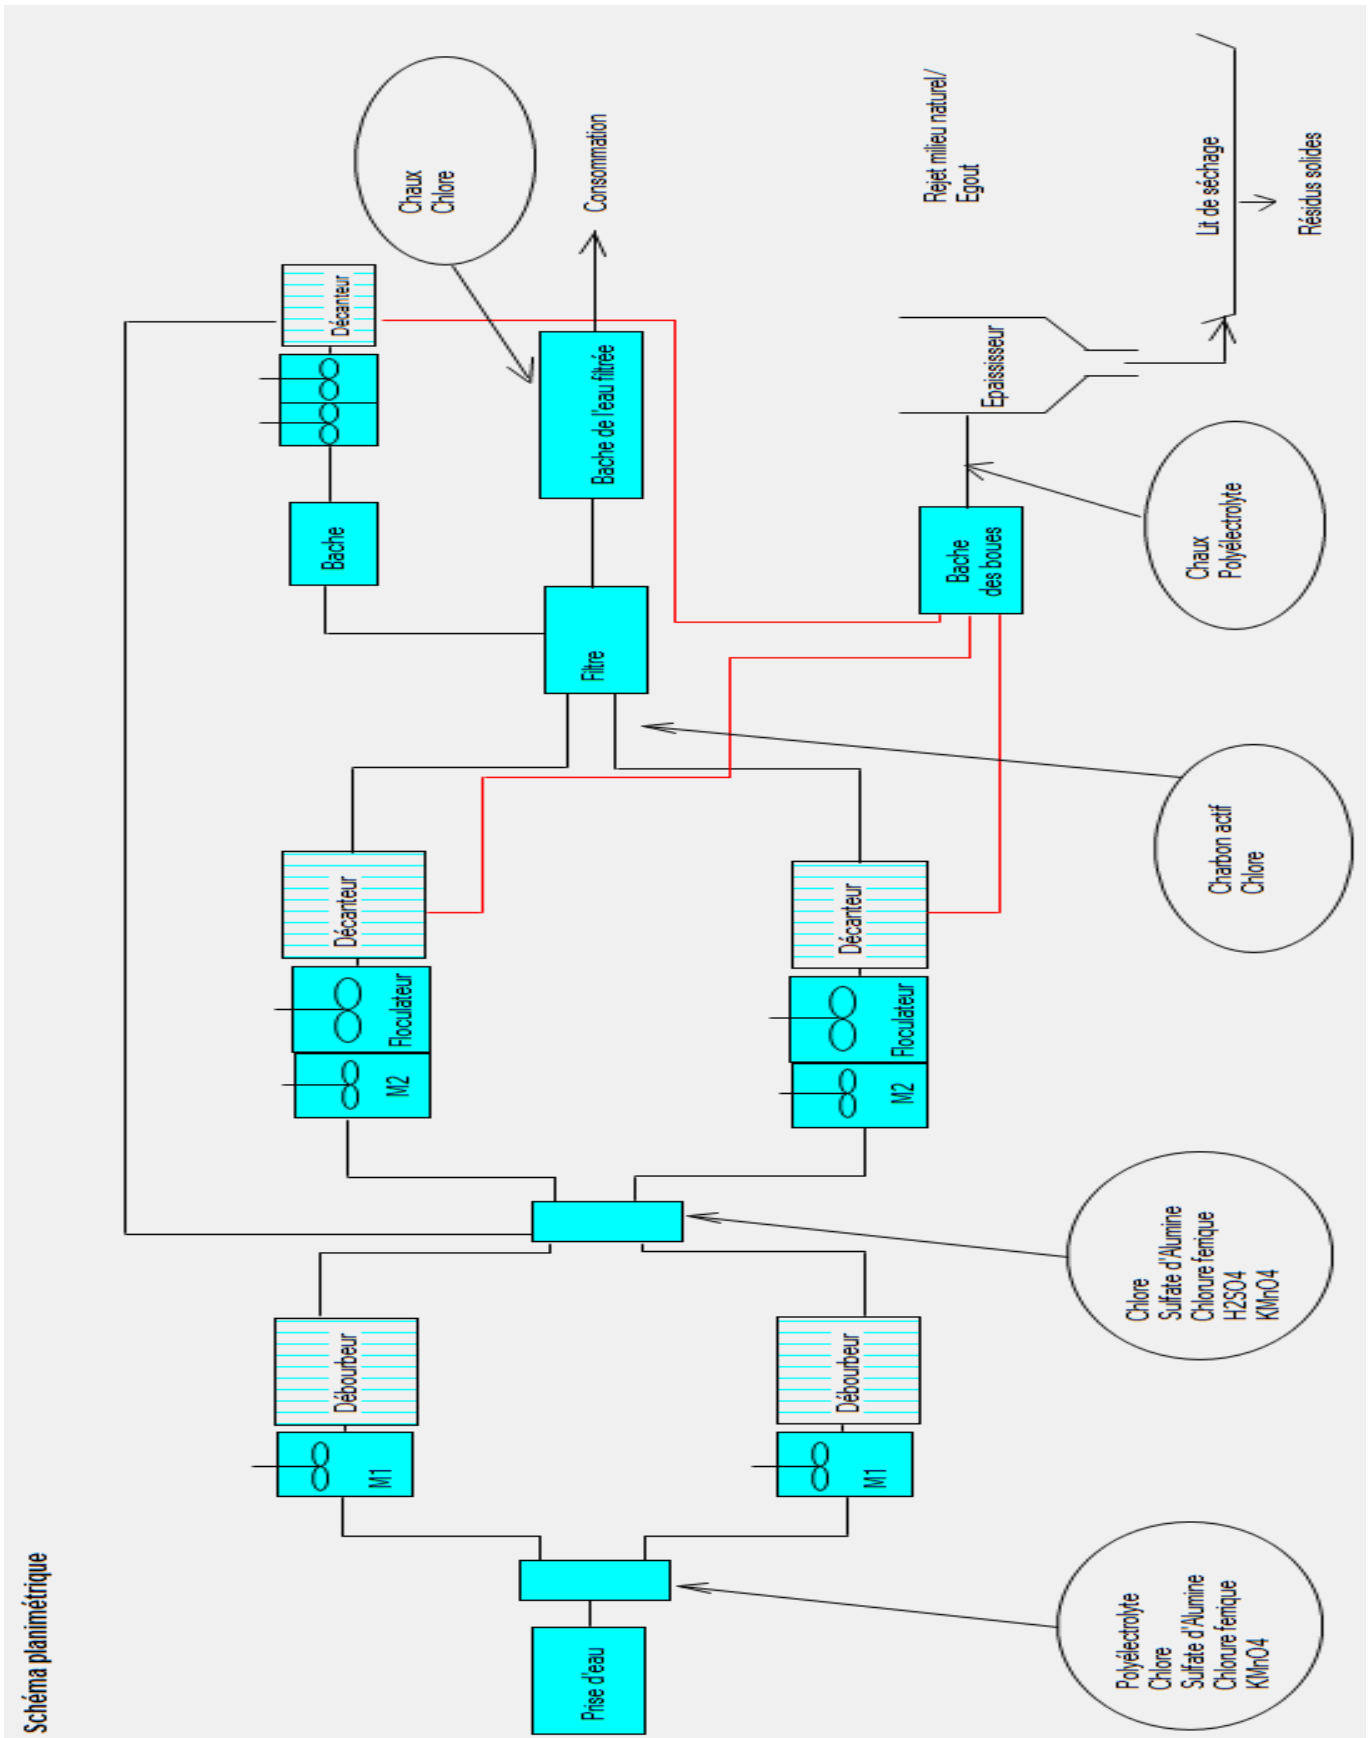 Schéma planimétrique
Prise d'eau
Polyélectrolyte
Chlore
Sulfate d'Alumine
Chlorure ferrique
KMnO4
M1
Débourbeur
M1
Débourbeur
Chlore
Sulfate d'Alumine
Chlorure ferrique
H2SO4
KMnO4
M2
Floculateur
Décanteur
M2
Floculateur
Décanteur
Charbon actif
Chlore
Filtre
Bache
Décanteur
Bache de l'eau filtrée
Chaux
Chlore
Consommation
Bache
des boues
Chaux
Polyélectrolyte
Epaississeur
Rejet milieu naturel/
Egout
Lit de séchage
Résidus solides